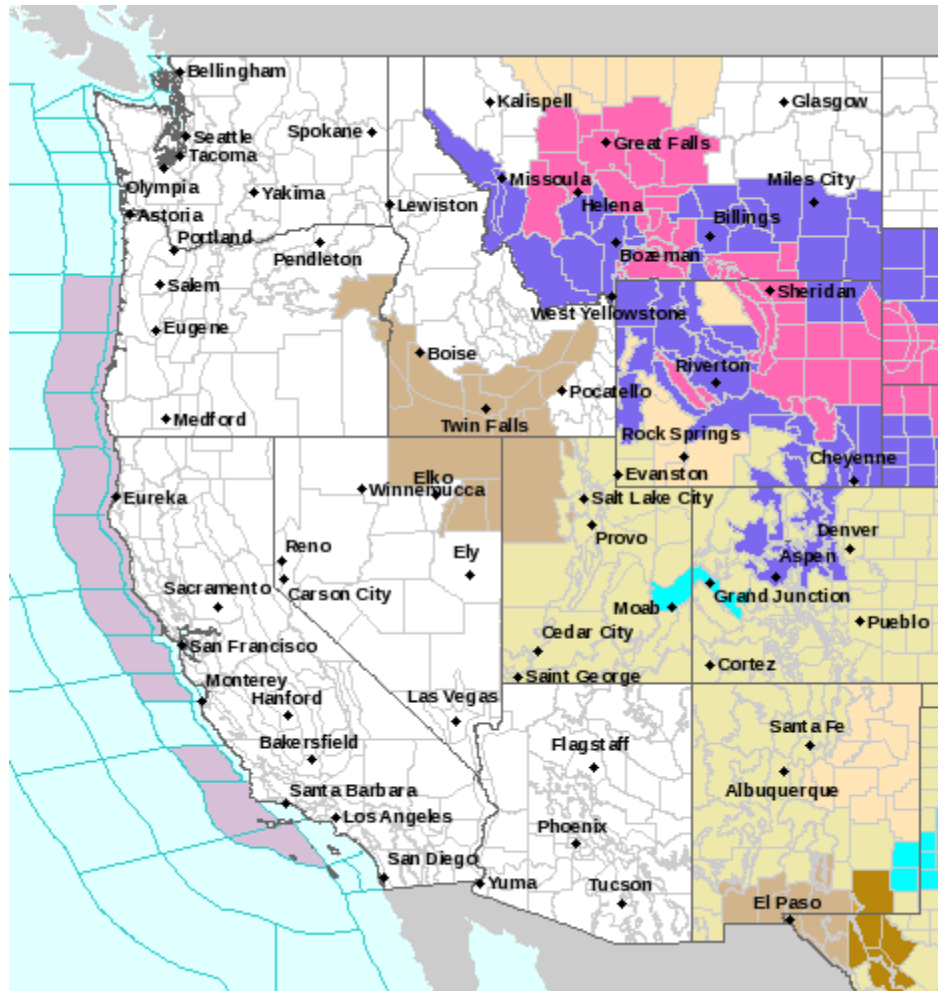 Bellingham
Kalispell
Glasgow
Seattle
Spokane
Great Falls
Tacoma
Olympia
Yakima
Missoula
Miles City
Lewiston
Helena
Astoria
Billings
Portland
Pendleton
Bozeman
Salem
Sheridan
West Yellowstone
Eugene
Boise
Riverton
Pocatello
Medford
Twin Falls
Rock Springs
Cheyenne
Evanston
Elko
Winnemucca
Eureka
Salt Lake City
Provo
Denver
Reno
Ely
Aspen
Sacramento
Carson City
Grand Junction
Moab
Pueblo
Cedar City
San Francisco
Cortez
Saint George
Monterey
Hanford
Las Vegas
Santa Fe
Bakersfield
Flagstaff
Albuquerque
Santa Barbara
Los Angeles
Phoenix
San Diego
Yuma
Tucson
El Paso